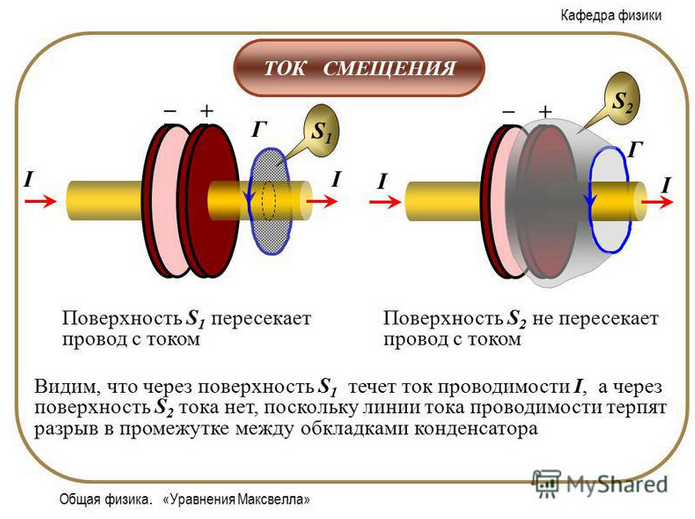 Кафедра физики
ТОК СМЕЩЕНИЯ
− +
Г
S1
I
I
− +
S2
Г
I
I
Поверхность S1 пересекает
провод с током
Поверхность S2 не пересекает
провод с током
Видим, что через поверхность S1 течет ток проводимости I, а через
поверхность S2 тока нет, поскольку линии тока проводимости терпят
разрыв в промежутке между обкладками конденсатора
Общая физика. «Уравнения Максвелла»
MyShared